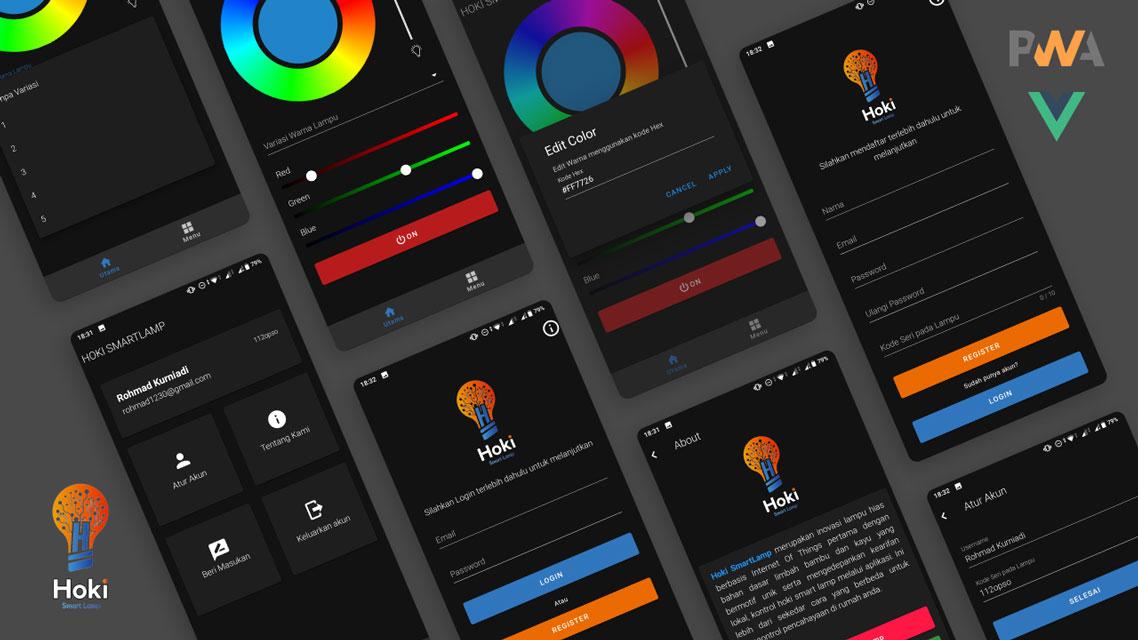 Variasi
1
2
3
4
5
Utama
Menu
Variasi Warna Lampu
Red
Green
Blue
ON
Utama
Menu
HOKI
Edit Color
Edit Warna menggunakan kode Hex
Kode Hex
#FF7726
CANCEL
APPLY
Blue
ON
Utama
Menu
18:32
Hoki
Smart Lamp
Silahkan mendaftar terlebih dahulu untuk
melanjutkan
Nama
Email
Password
Ulangi Password
Kode Seri pada Lampu
0 / 10
REGISTER
Sudah punya akun?
LOGIN
PWA
18:31
79%
HOKI SMARTLAMP
Rohmad Kurniadi
112opso
rohmad1230@gmail.com
Atur Akun
Tentang Kami
Beri Masukan
Keluarkan akun
18:32
79%
Hoki
Smart Lamp
Silahkan Login terlebih dahulu untuk melanjutkan
Email
Password
LOGIN
Atau
REGISTER
18:31
79%
About
Hoki
Smart Lamp
Hoki SmartLamp merupakan inovasi lampu hias
berbasis Internet Of Things pertama dengan
bahan dasar limbah bambu dan kayu yang
bermotif unik serta mengedepankan kearifan
lokal, kontrol hoki smart lamp melalui aplikasi. Ini
lebih dari sekedar cara yang berbeda untuk
kontrol pencahayaan di rumah anda.
18:32
79%
Atur Akun
Username
Rohmad Kurniadi
Kode Seri pada Lampu
112opso
SELESAI
Hoki
Smart Lamp